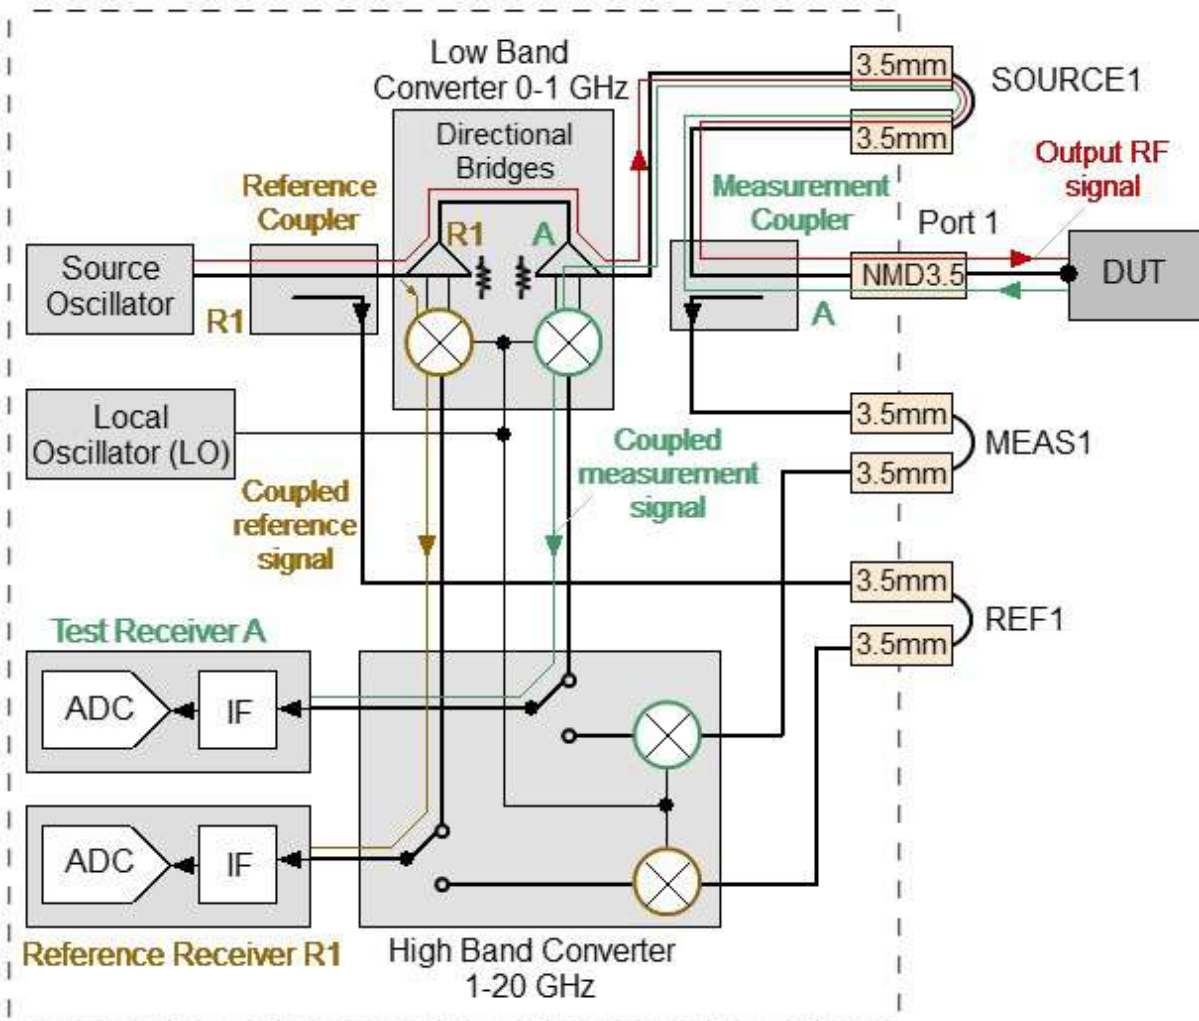 Low Band
Converter 0-1 GHz
Directional
Bridges
3.5mm
SOURCE1
3.5mm
Output RF
signal
Reference
Coupler
Measurement
Coupler
Port 1
R1
A
Source
Oscillator
R1
NMD3.5
DUT
A
Local
Oscillator (LO)
Coupled
measurement
signal
3.5mm
MEAS1
3.5mm
Coupled
reference
signal
3.5mm
REF1
3.5mm
Test Receiver A
ADC
IF
ADC
IF
Reference Receiver R1
High Band Converter
1-20 GHz